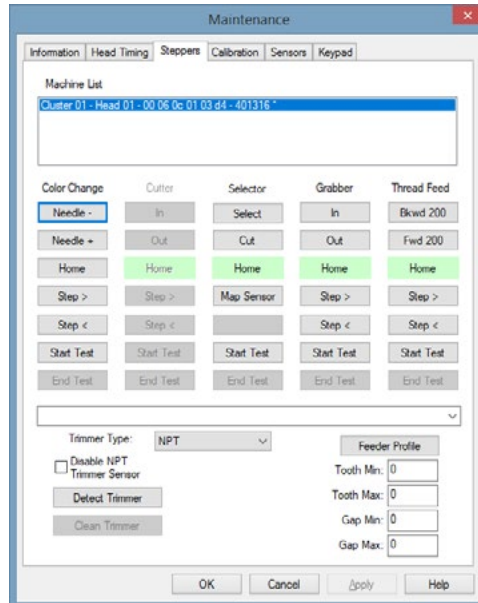 Maintenance
Information Head Timing Steppers Calibration Sensors Keypad
Machine List
Cluster 01 - Head 01 - 00 06 0c 01 03 d4 - 401316 *
Color Change Cutter Selector Grabber Thread Feed
Needle - In Select In Bkwd 200
Needle + Out Cut Out Fwd 200
Home Home Home Home Home
Step > Step > Map Sensor Step > Step >
Step < Step < Step < Step <
Start Test Start Test Start Test Start Test Start Test
End Test End Test End Test End Test End Test
Trimmer Type: NPT Feeder Profile
Disable NPT
Trimmer Sensor
Tooth Min: 0
Detect Trimmer Tooth Max: 0
Clean Trimmer Gap Min: 0
Gap Max: 0
OK Cancel Apply Help